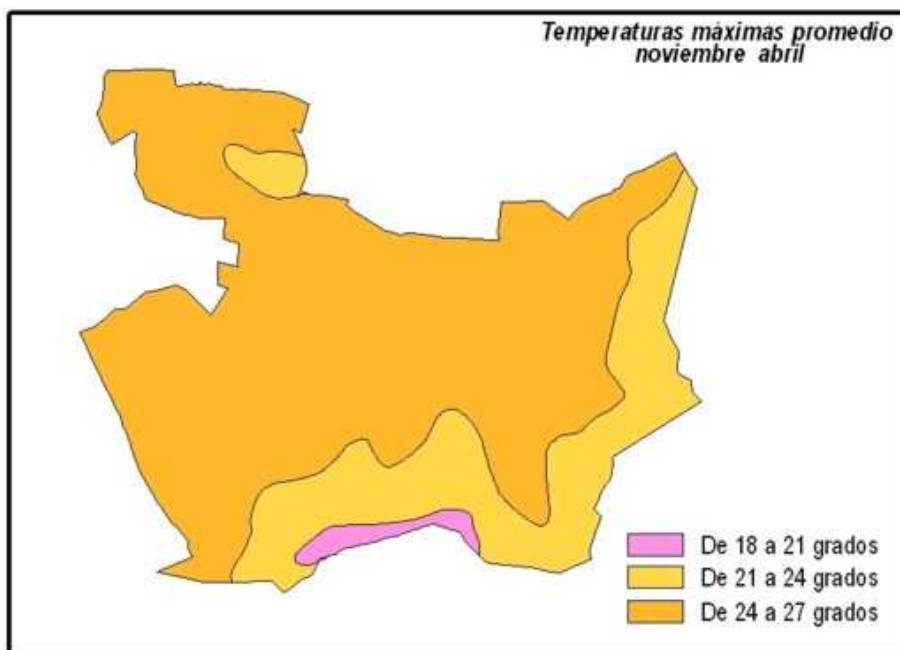 Temperaturas máximas promedio
noviembre abril
De 18 a 21 grados
De 21 a 24 grados
De 24 a 27 grados